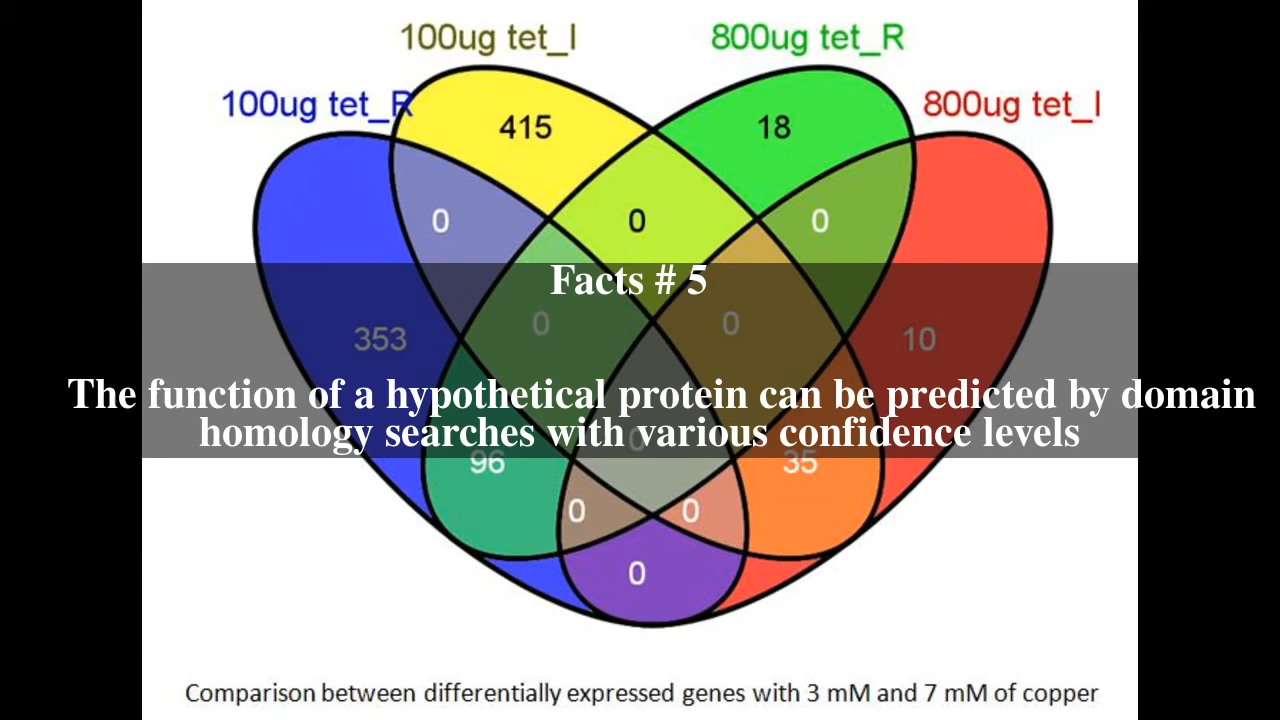 100ug tet_I
800ug tet_R
100ug tet_R
800ug tet_I
415
18
0
0
0
Facts # 5
0
0
353
10
The function of a hypothetical protein can be predicted by domain
homology searches with various confidence levels
0
96
35
0
0
0
Comparison between differentially expressed genes with 3 mM and 7 mM of copper